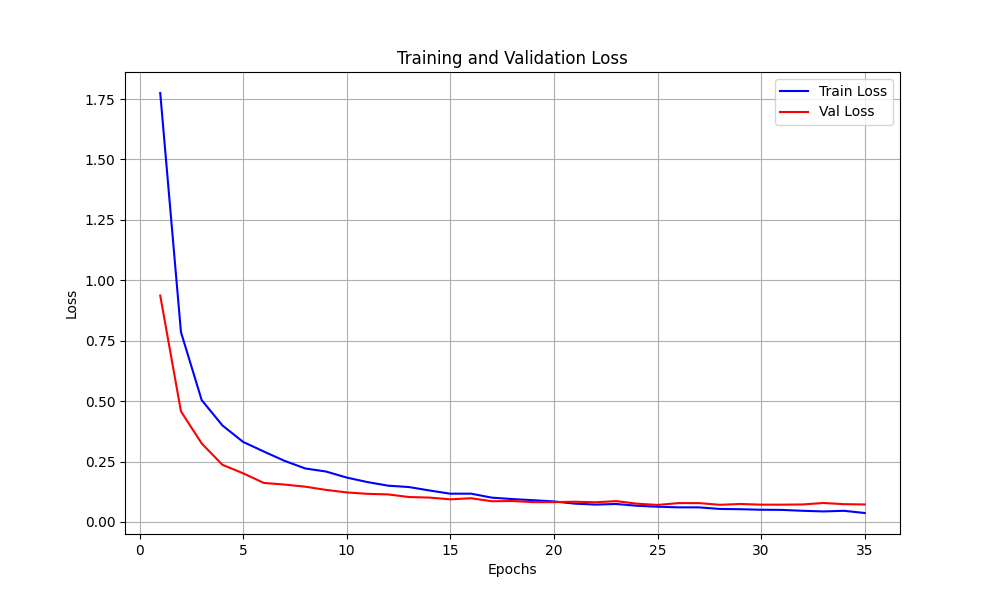 Training and Validation Loss
Train Loss
Val Loss
1.75
1.50
1.25
1.00
0.75
0.50
0.25
0.00
Loss
0 5 10 15 20 25 30 35
Epochs